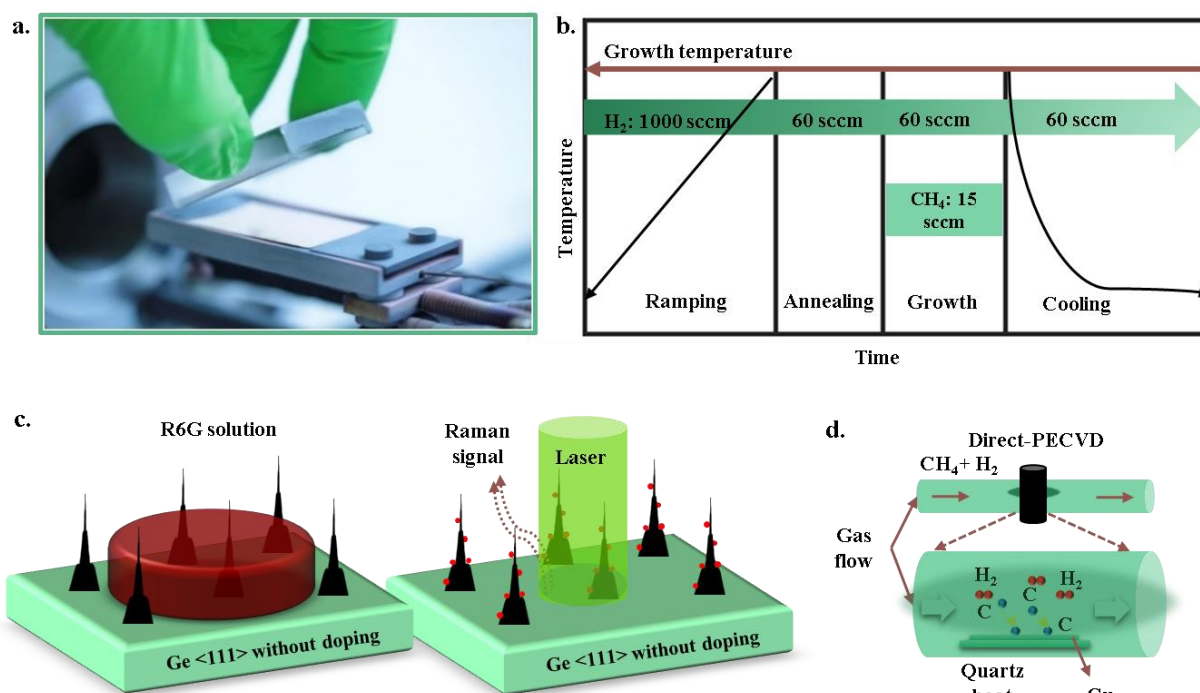 a.
b.
Growth temperature
H₂: 1000 sccm
60 sccm
60 sccm
60 sccm
CH₄: 15
sccm
Temperature
Ramping
Annealing
Growth
Cooling
Time
c.
R6G solution
Raman
signal
Laser
Ge <111> without doping
Ge <111> without doping
d.
Direct-PECVD
CH₄ + H₂
Gas
flow
H₂
H₂
C
C
C
Quartz